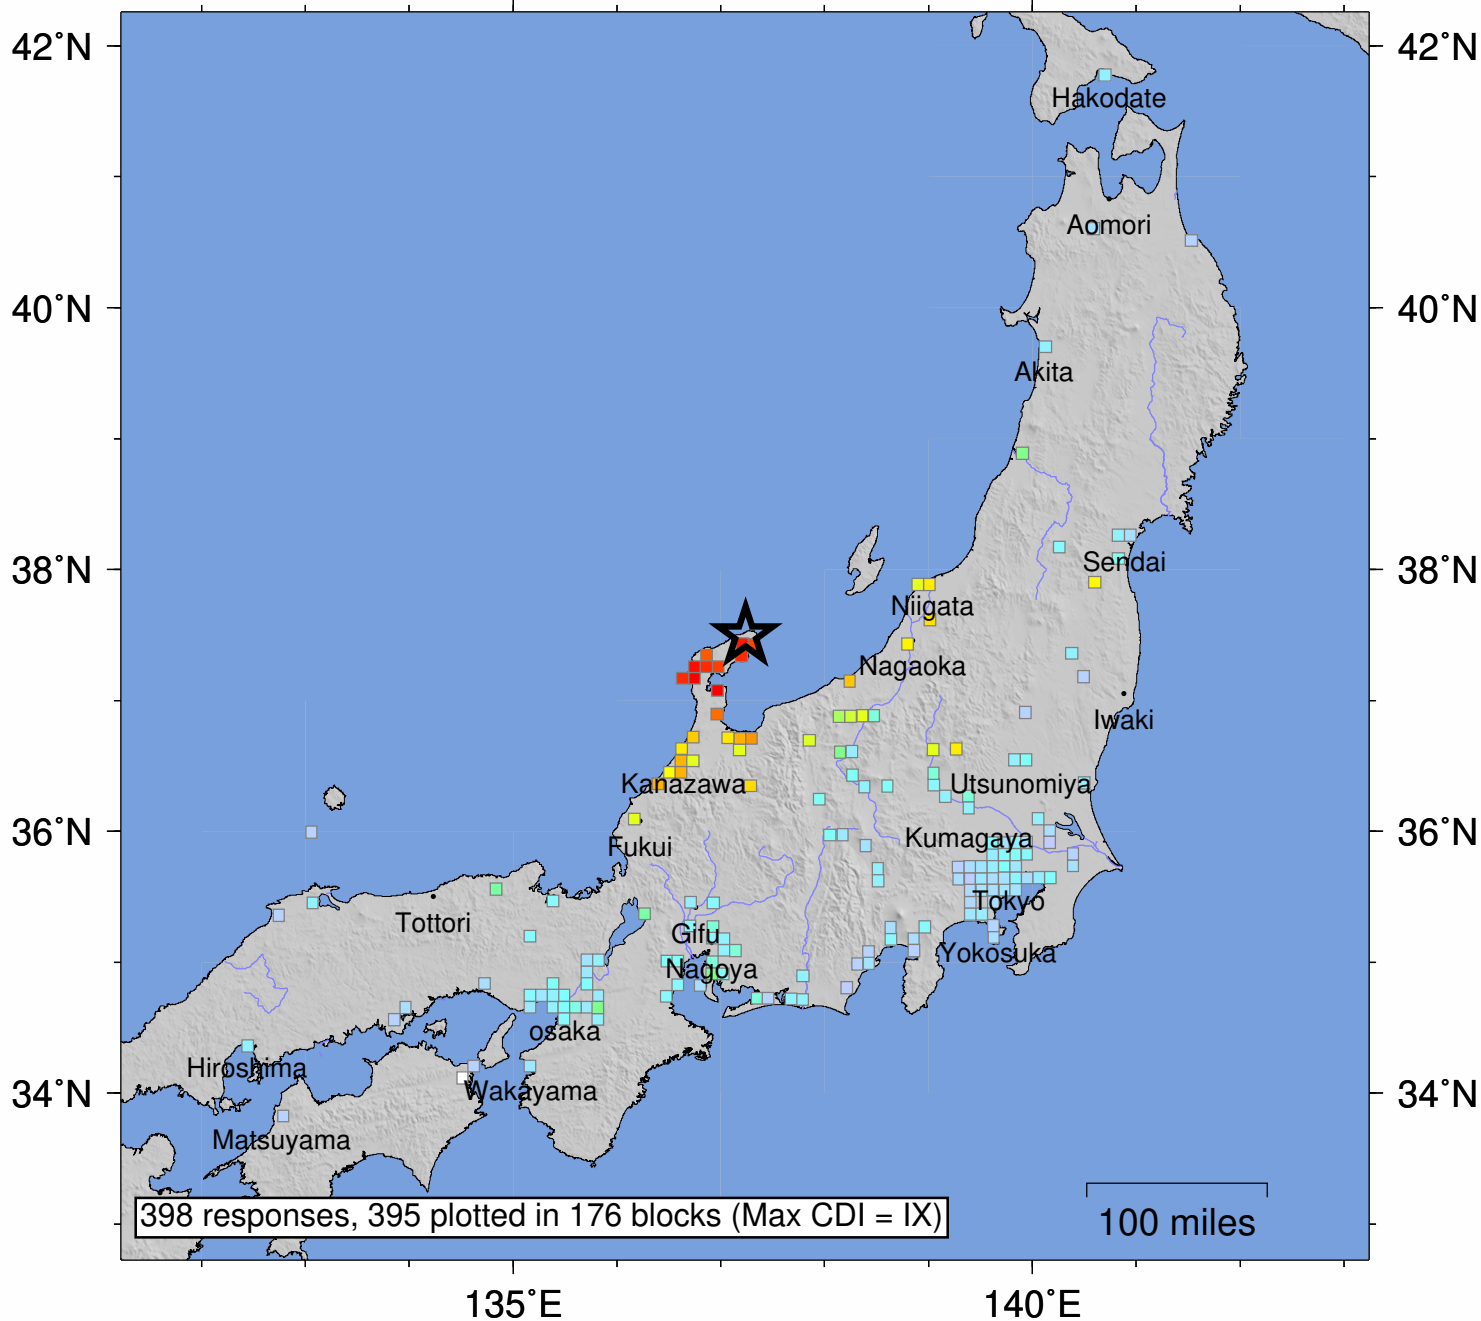 42°N
42°N
Hakodate
Aomori
40°N
40°N
Akita
38°N
38°N
Sendai
Niigata
Nagaoka
Iwaki
Kanazawa
Utsunomiya
36°N
36°N
Fukui
Kumagaya
Tottori
Tokyo
Gifu
Yokosuka
Nagoya
osaka
Hiroshima
Wakayama
34°N
34°N
Matsuyama
398 responses, 395 plotted in 176 blocks (Max CDI = IX)
100 miles
135°E
140°E